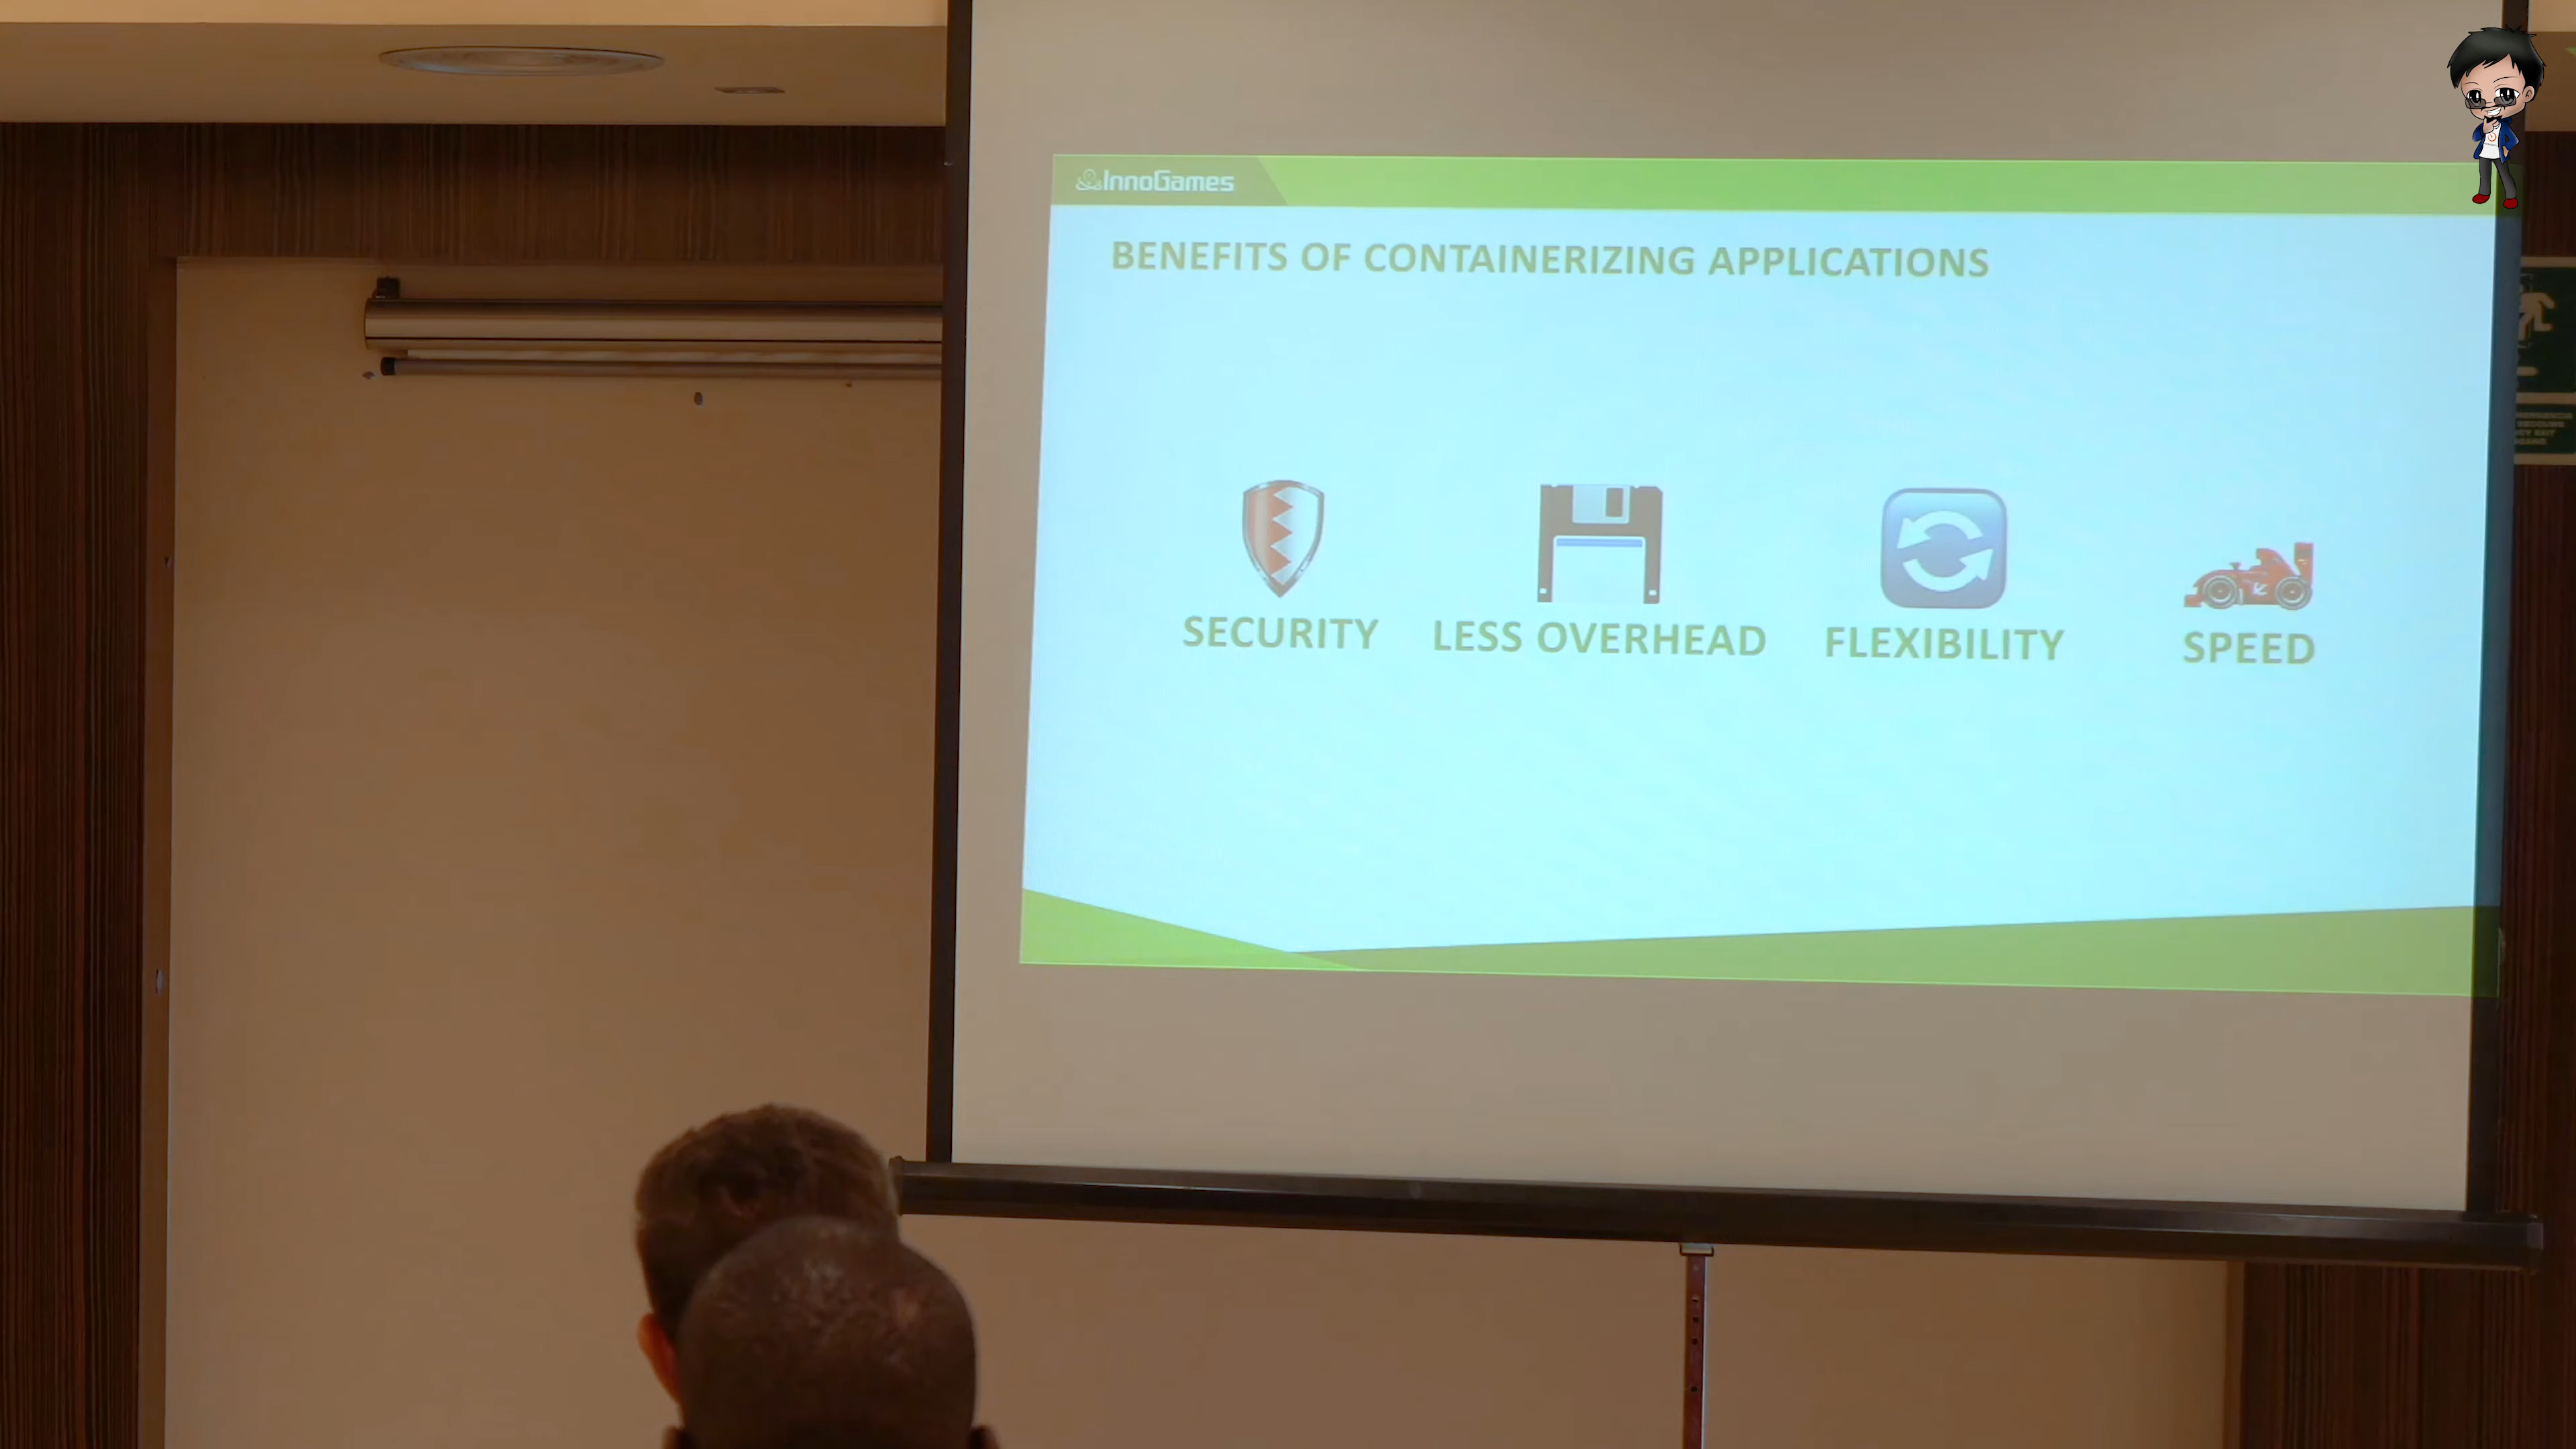 InnoGames
BENEFITS OF CONTAINERIZING APPLICATIONS
SECURITY
LESS OVERHEAD
FLEXIBILITY
SPEED